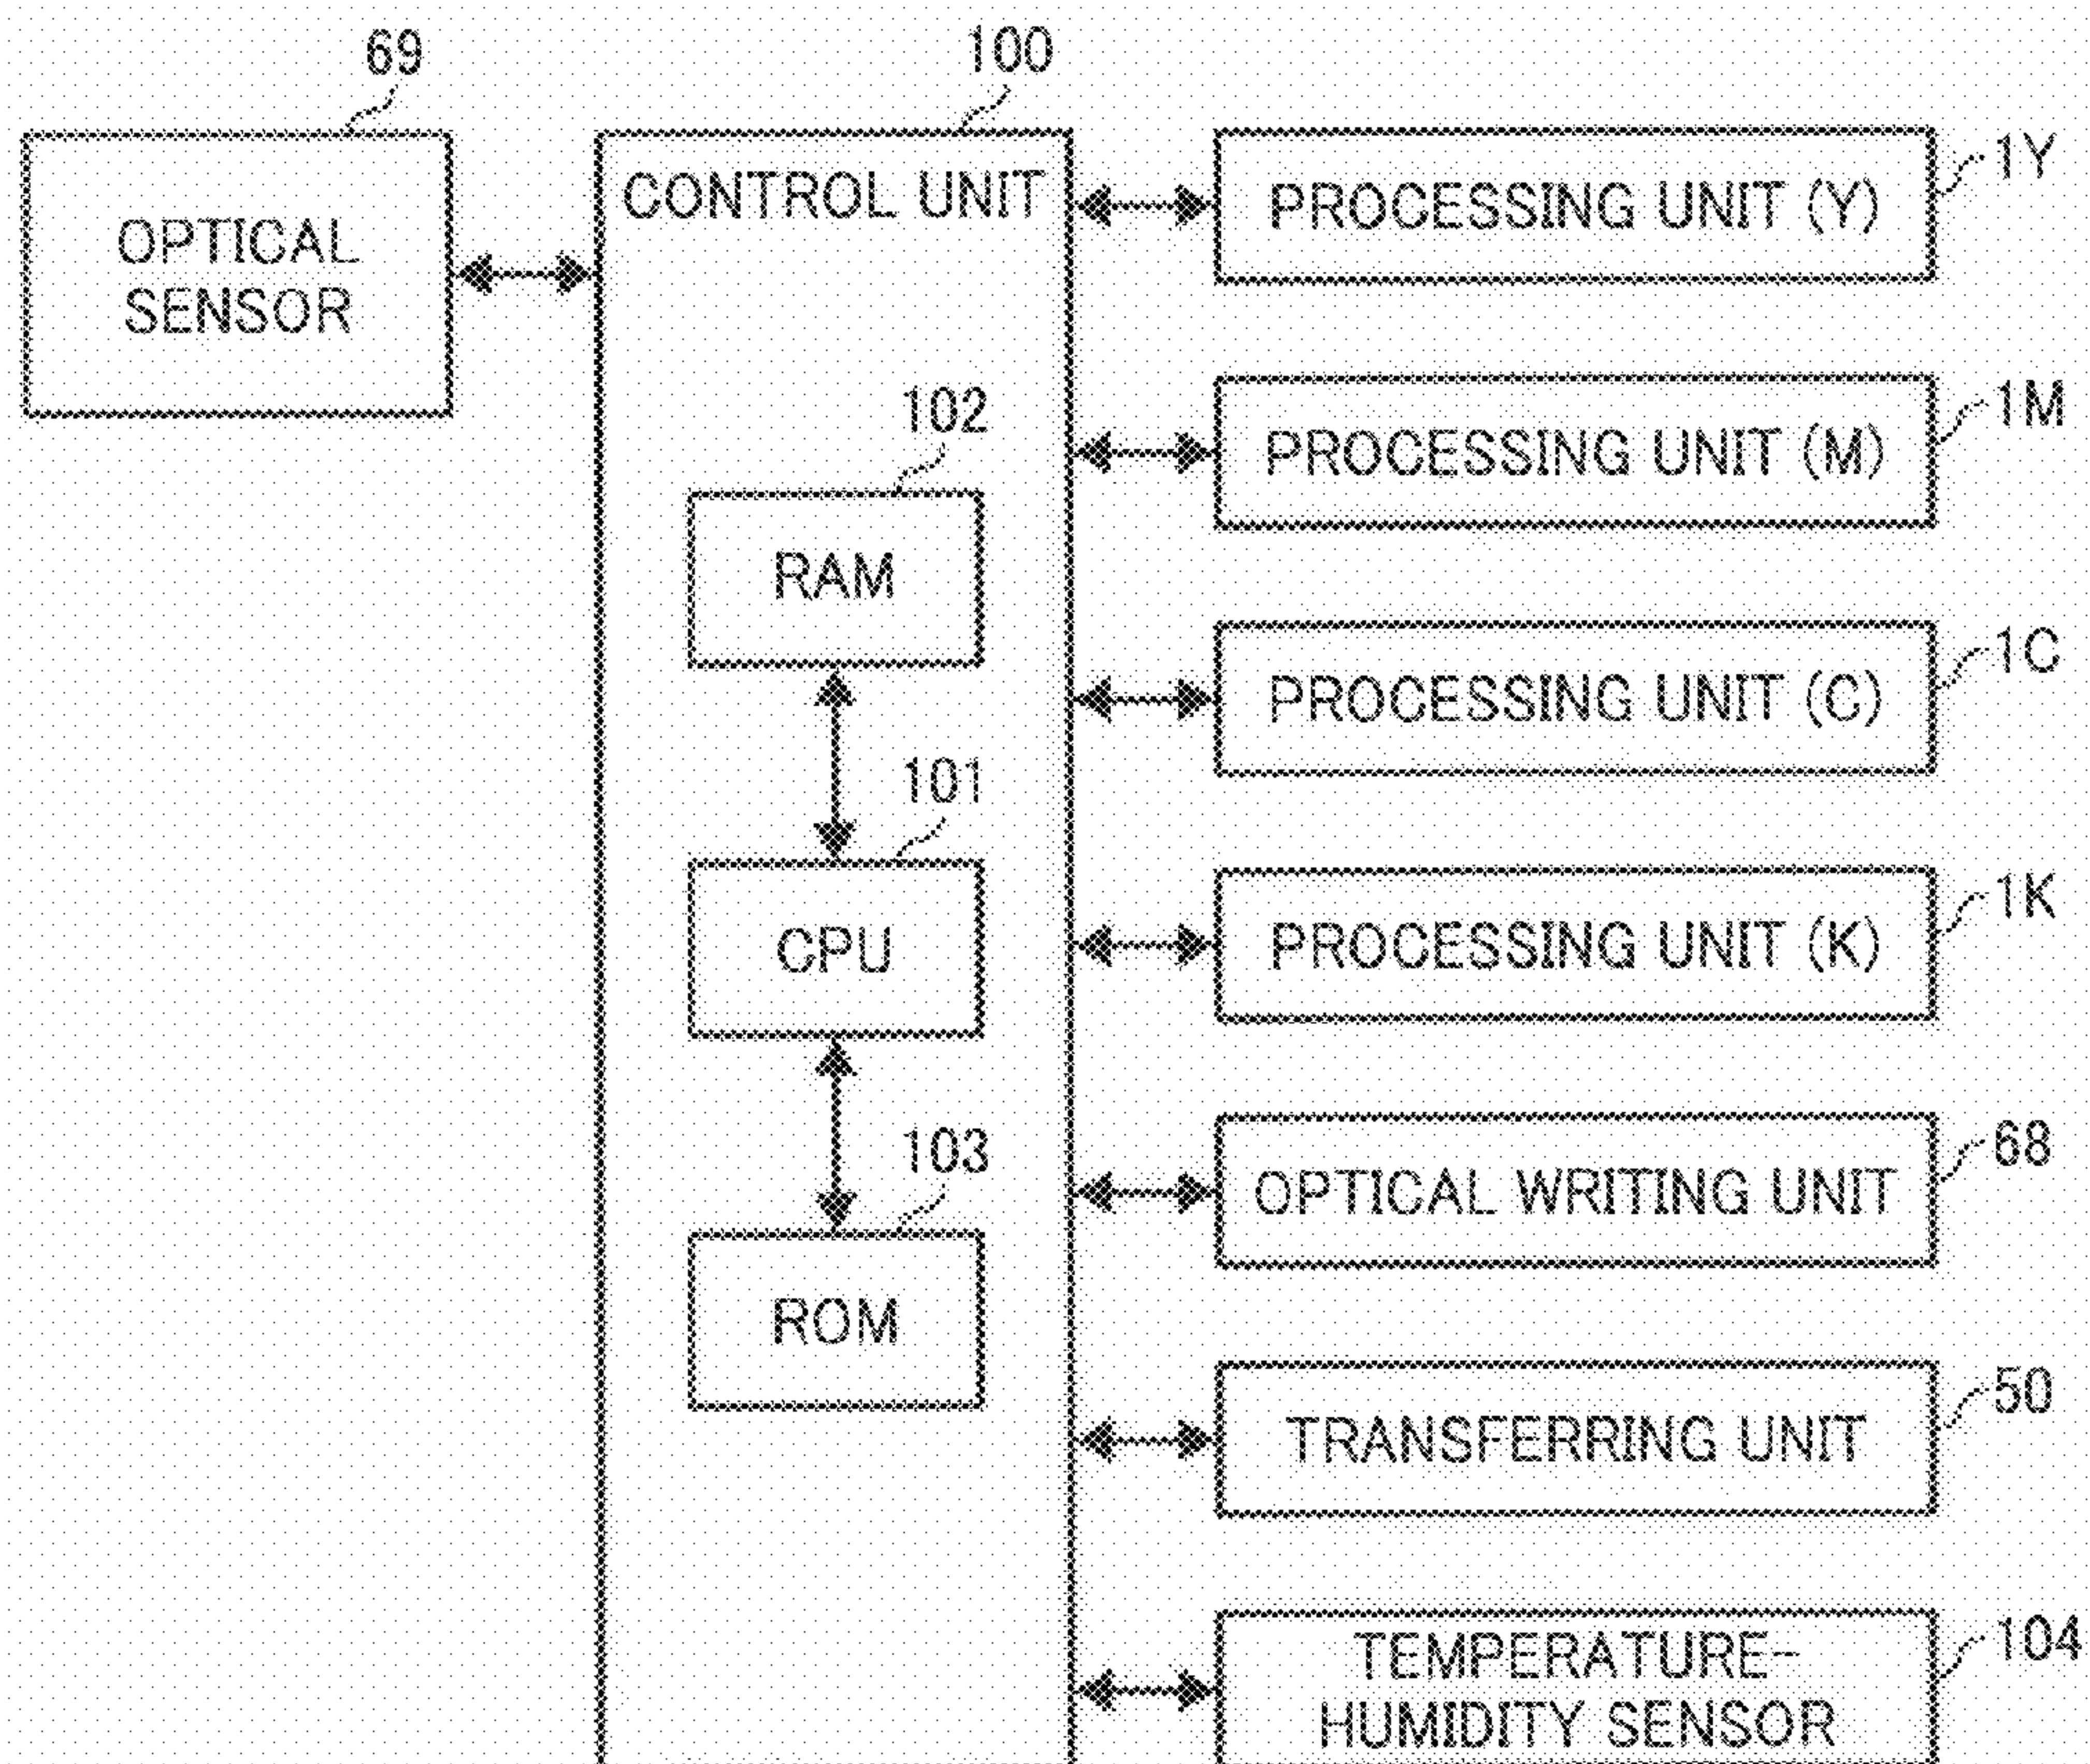 69
OPTICAL
SENSOR
100
CONTROL UNIT
102
RAM
101
CPU
103
ROM
1Y
PROCESSING UNIT (Y)
1M
PROCESSING UNIT (M)
1C
PROCESSING UNIT (C)
1K
PROCESSING UNIT (K)
68
OPTICAL WRITING UNIT
50
TRANSFERRING UNIT
104
TEMPERATURE-
HUMIDITY SENSOR